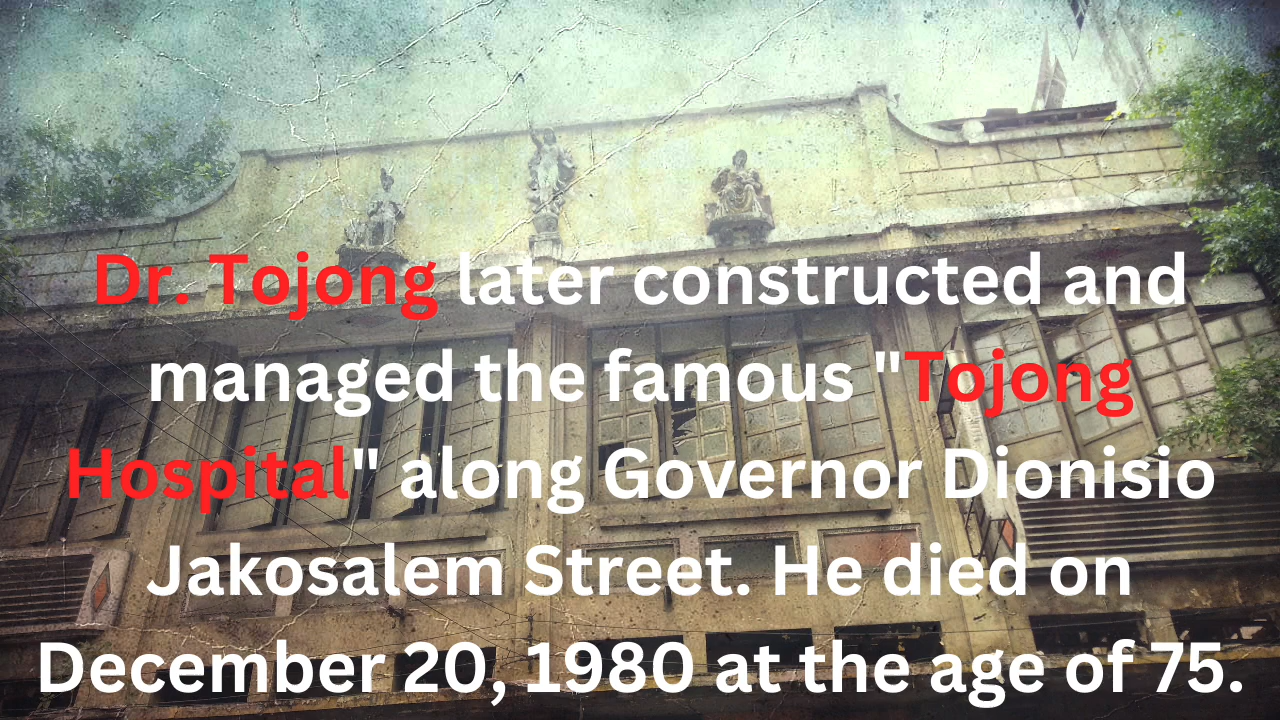 Dr. Tojong later constructed and
managed the famous "Tojong
Hospital" along Governor Dionisio
Jakosalem Street. He died on
December 20, 1980 at the age of 75.